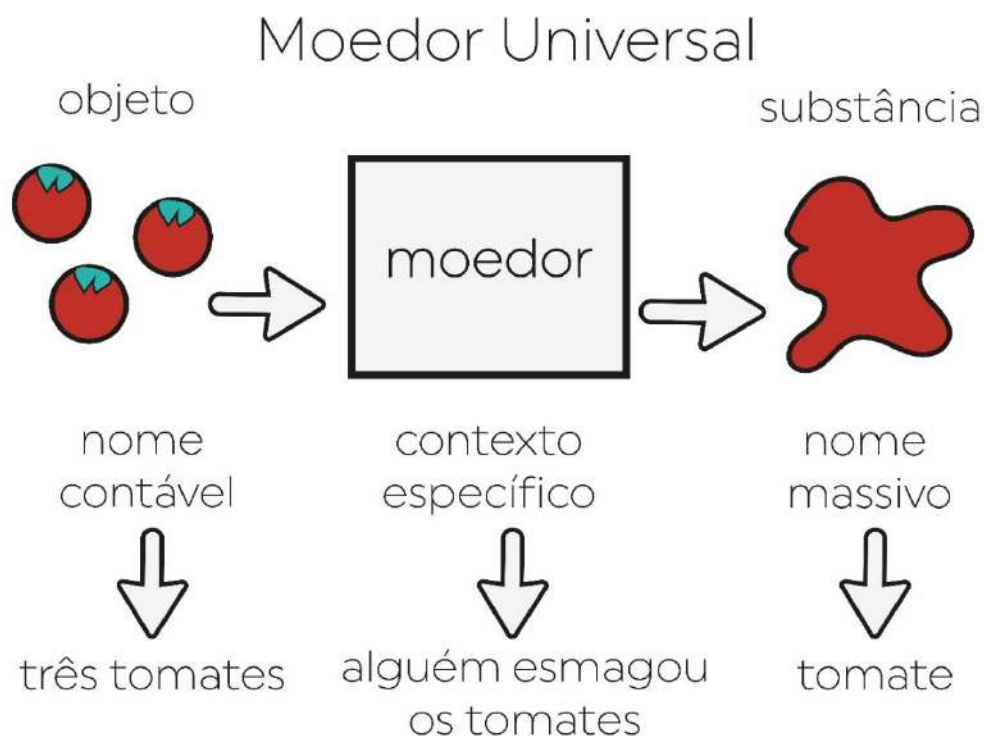 Moedor Universal
objeto
substância
moedor
nome
contável
contexto
específico
nome
massivo
três tomates
alguém esmagou
os tomates
tomate